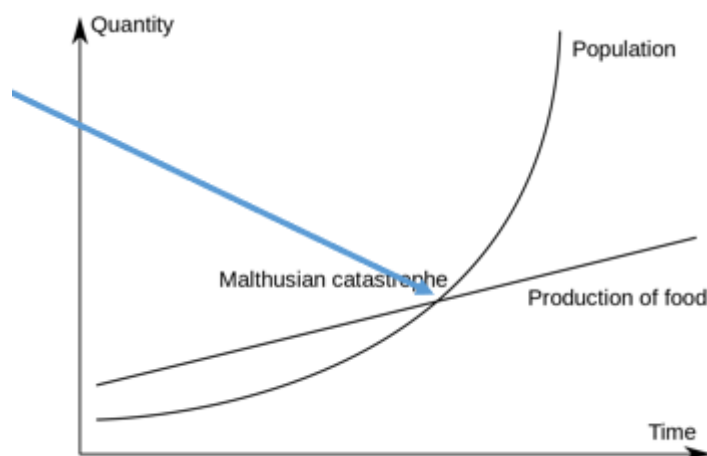 Quantity
Population
Malthusian catastrophe
Production of food
Time